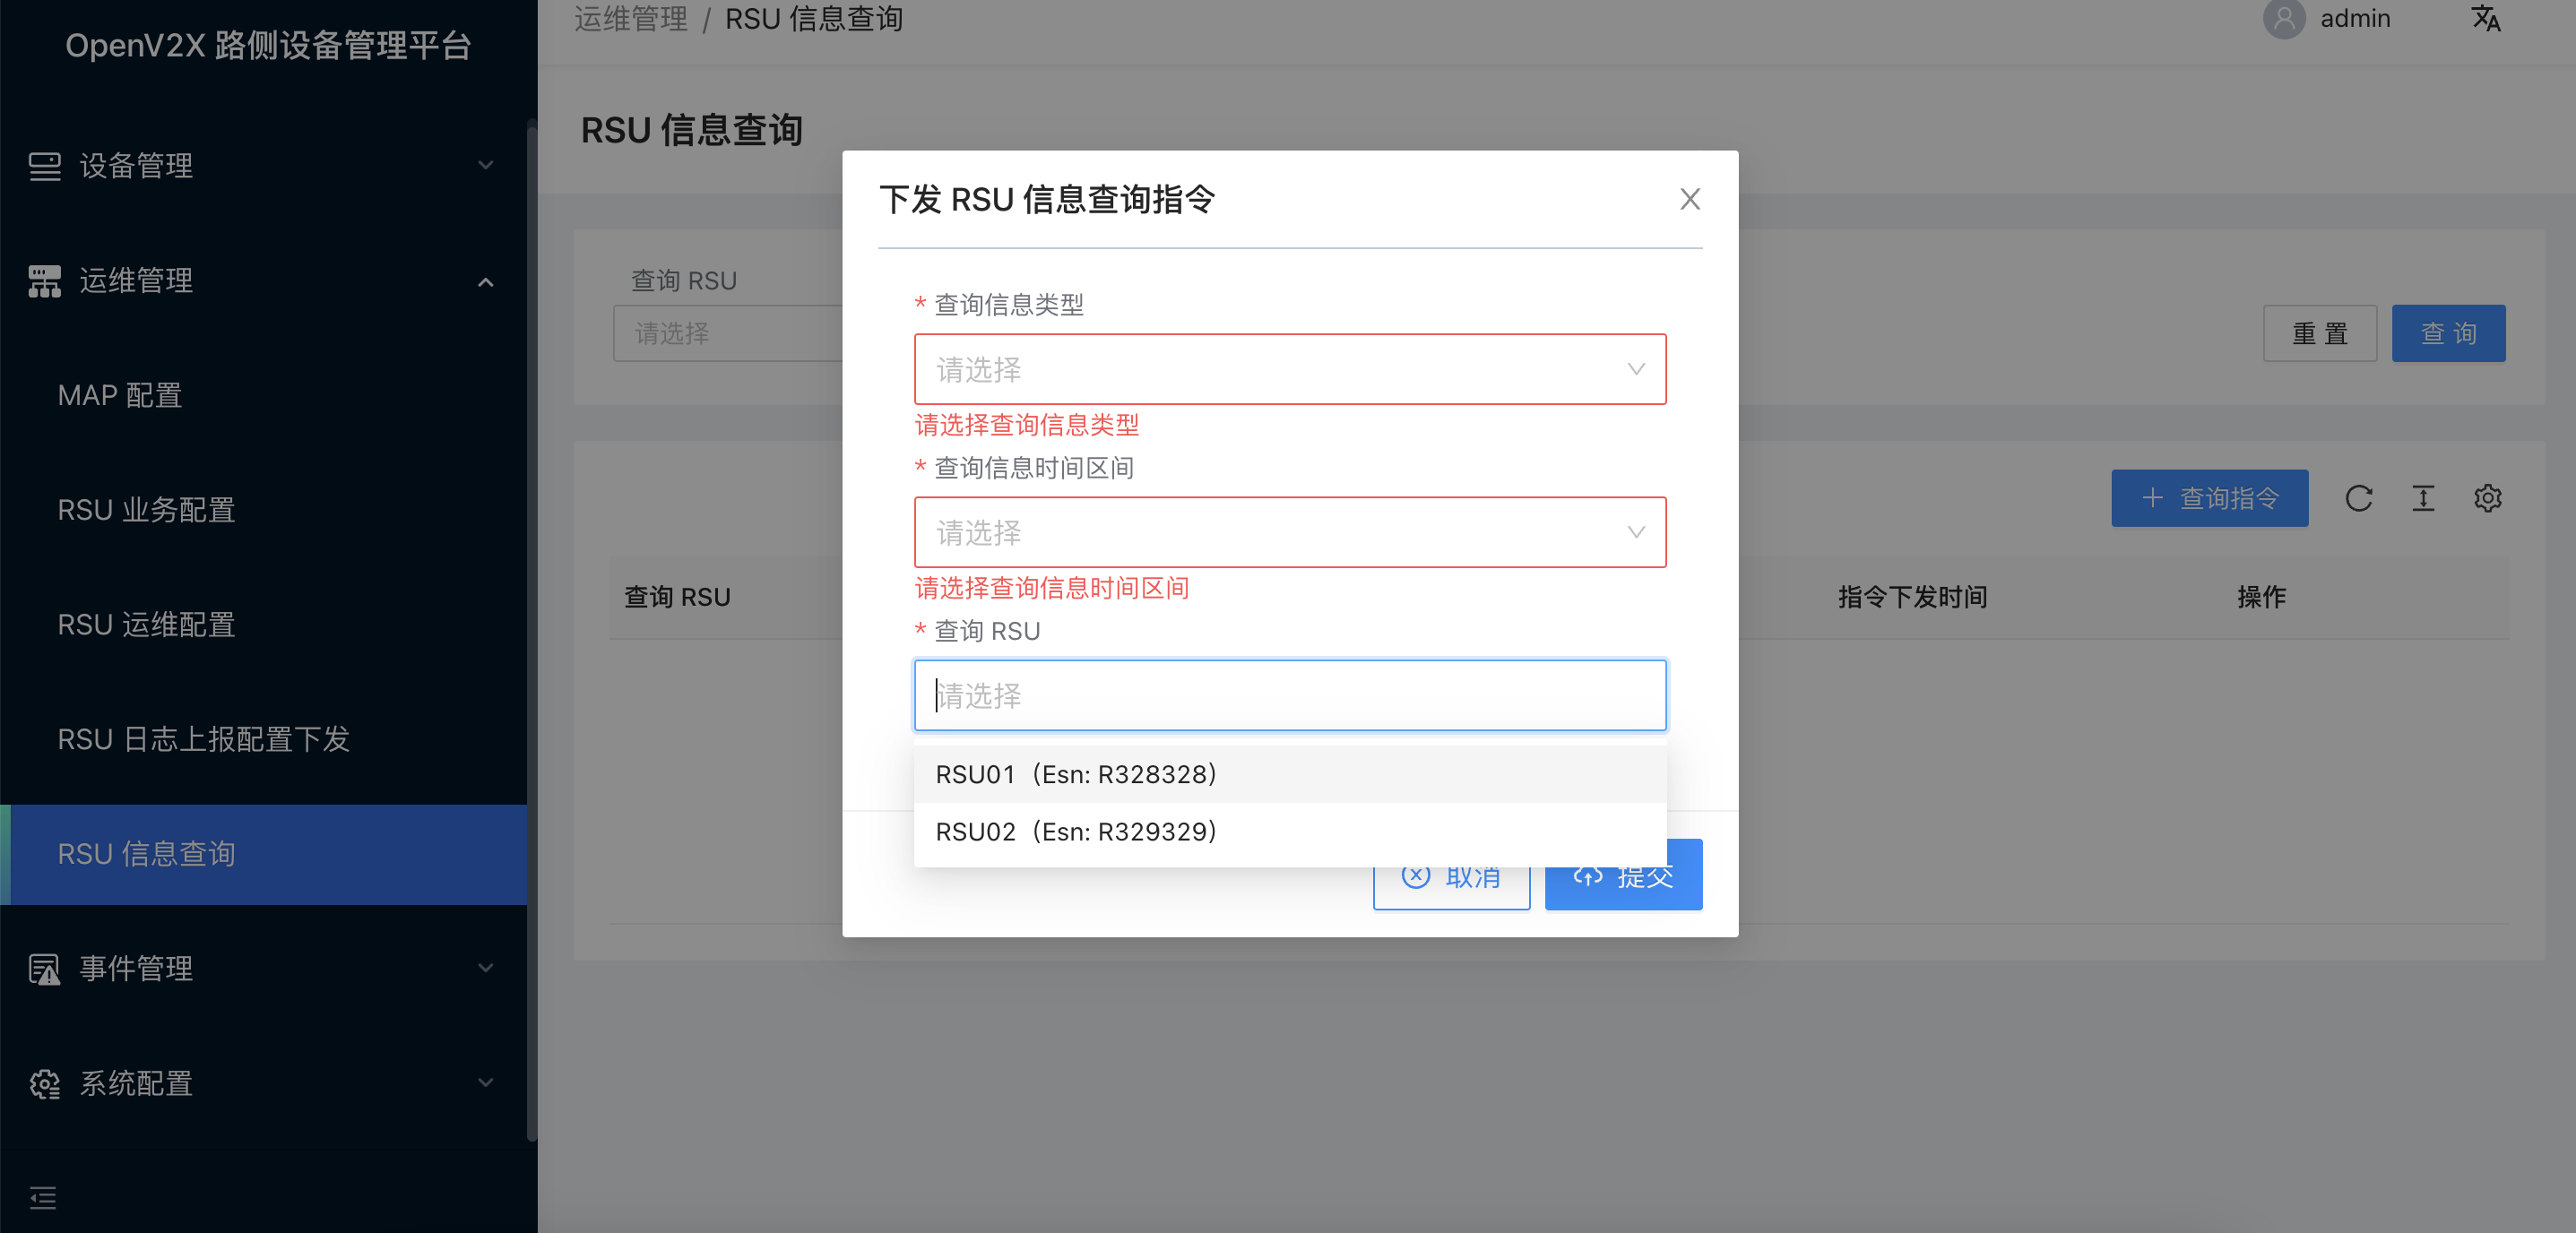 OpenV2X 路侧设备管理平台
设备管理
运维管理
MAP 配置
RSU 业务配置
RSU 运维配置
RSU 日志上报配置下发
RSU 信息查询
事件管理
系统配置
运维管理 / RSU 信息查询
admin
RSU 信息查询
查询 RSU
请选择
重 置
查 询
查询指令
查询 RSU
指令下发时间
操作
下发 RSU 信息查询指令
* 查询信息类型
请选择
请选择查询信息类型
* 查询信息时间区间
请选择
请选择查询信息时间区间
* 查询 RSU
请选择
RSU01（Esn: R328328）
RSU02（Esn: R329329）
取消
提交